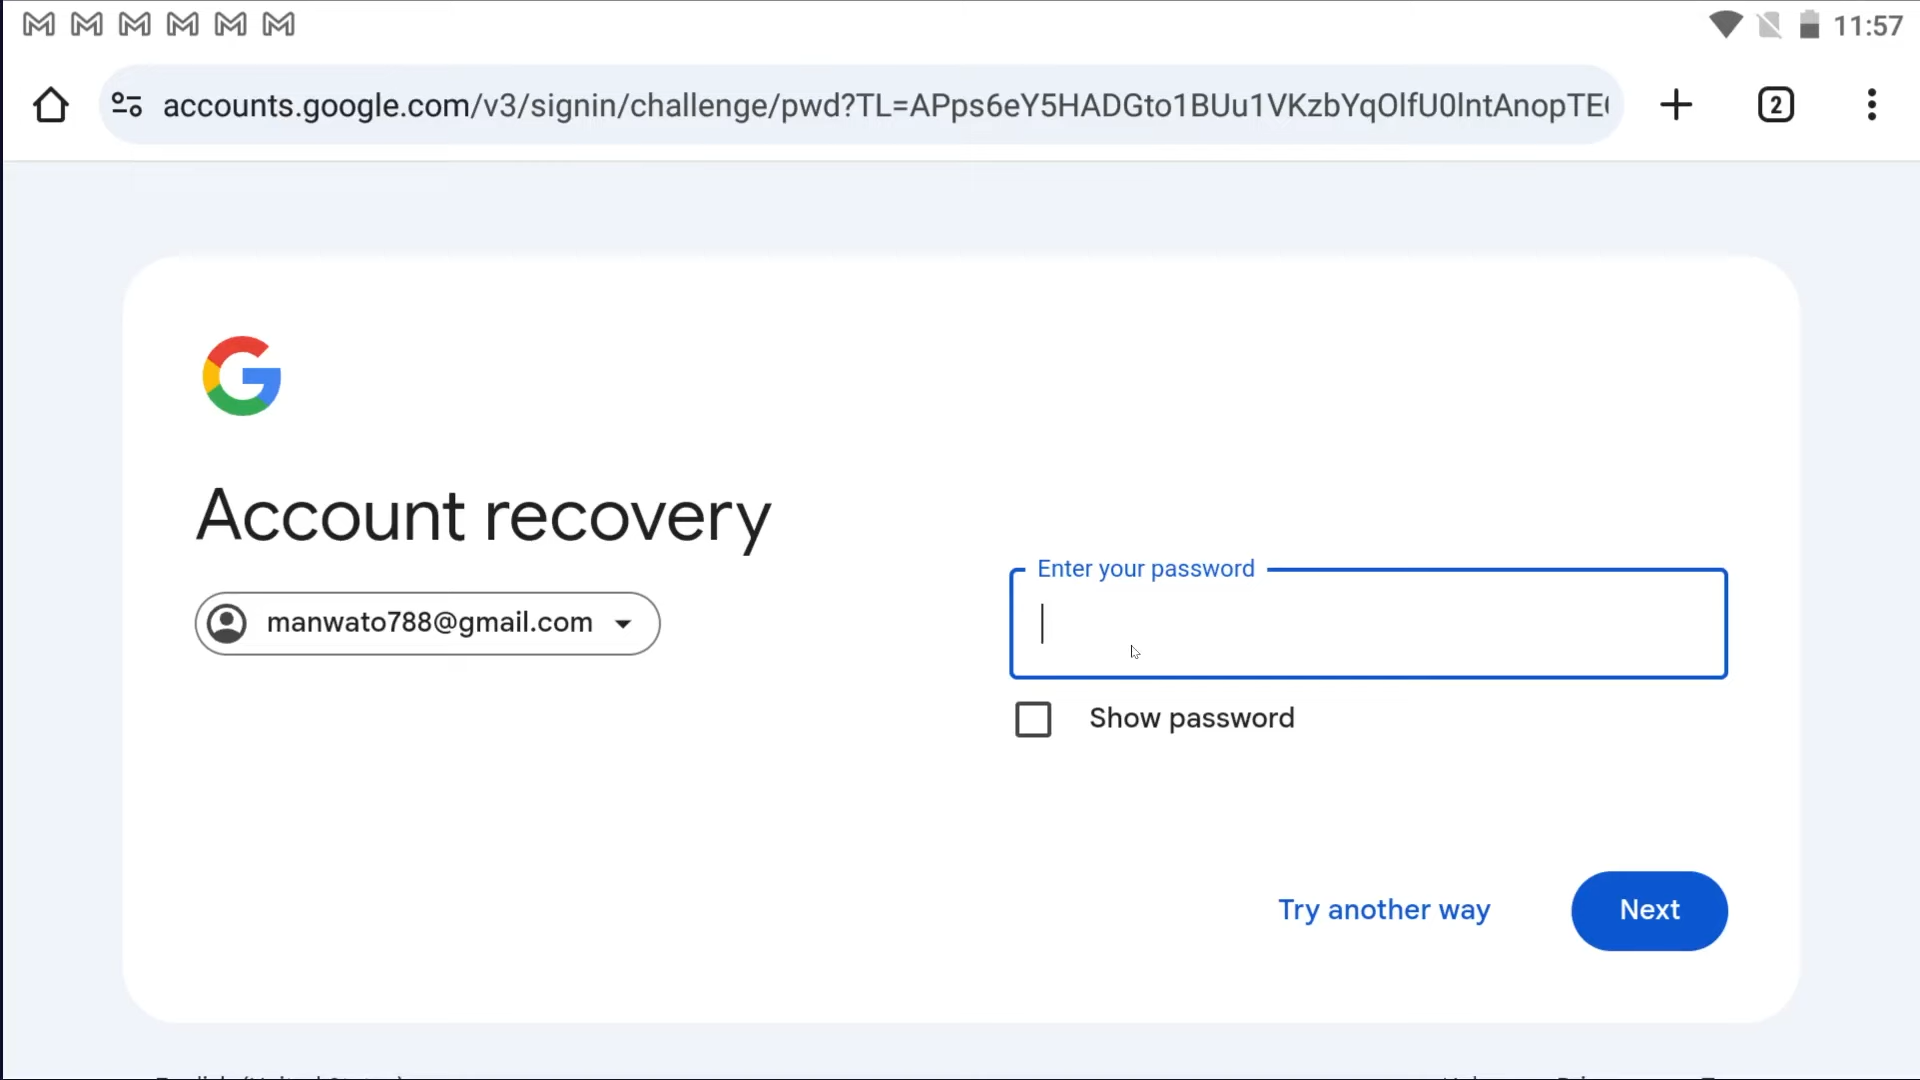 11:57
accounts.google.com/v3/signin/challenge/pwd?TL=APps6eY5HADGto1BUu1VKzbYqOlfU0lntAnopTE
2
Account recovery
manwato788@gmail.com
Enter your password
Show password
Try another way
Next